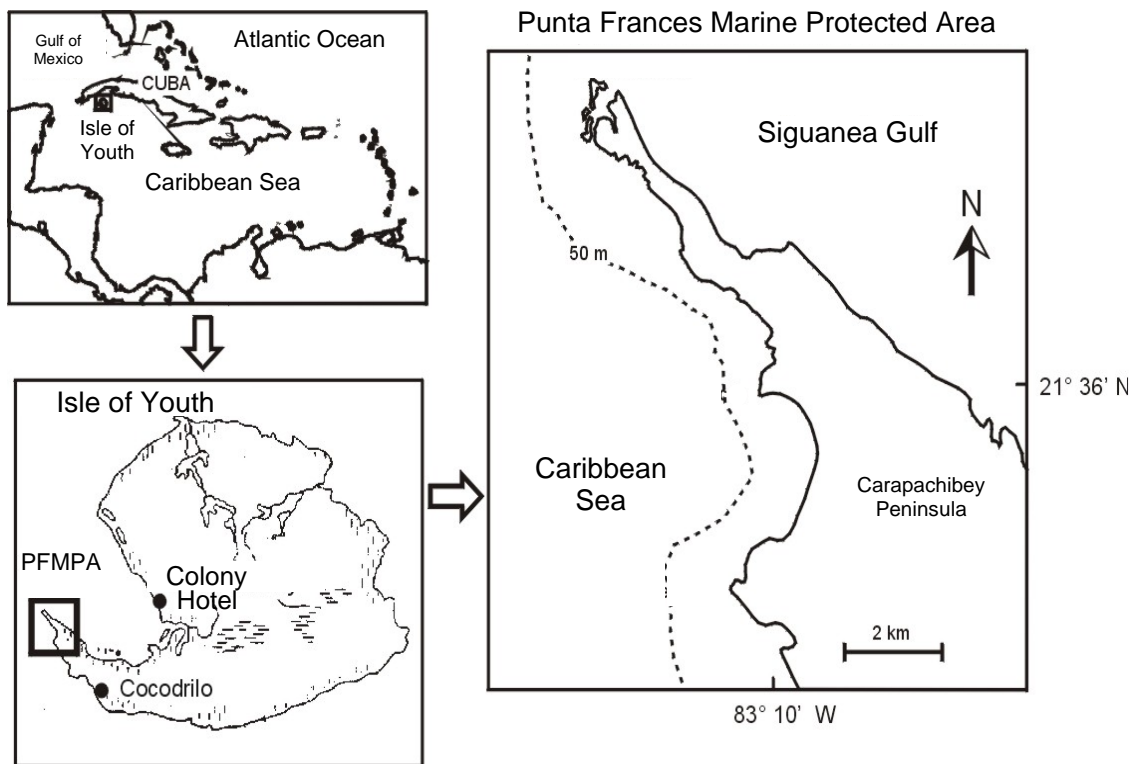 Gulf of
Mexico
Atlantic Ocean
CUBA
Isle of
Youth
Caribbean Sea
Isle of Youth
PFMPA
Colony
Hotel
Cocodrilo
Punta Frances Marine Protected Area
Siguanea Gulf
N
50 m
21° 36' N
Caribbean
Sea
Carapachibey
Peninsula
2 km
83° 10' W